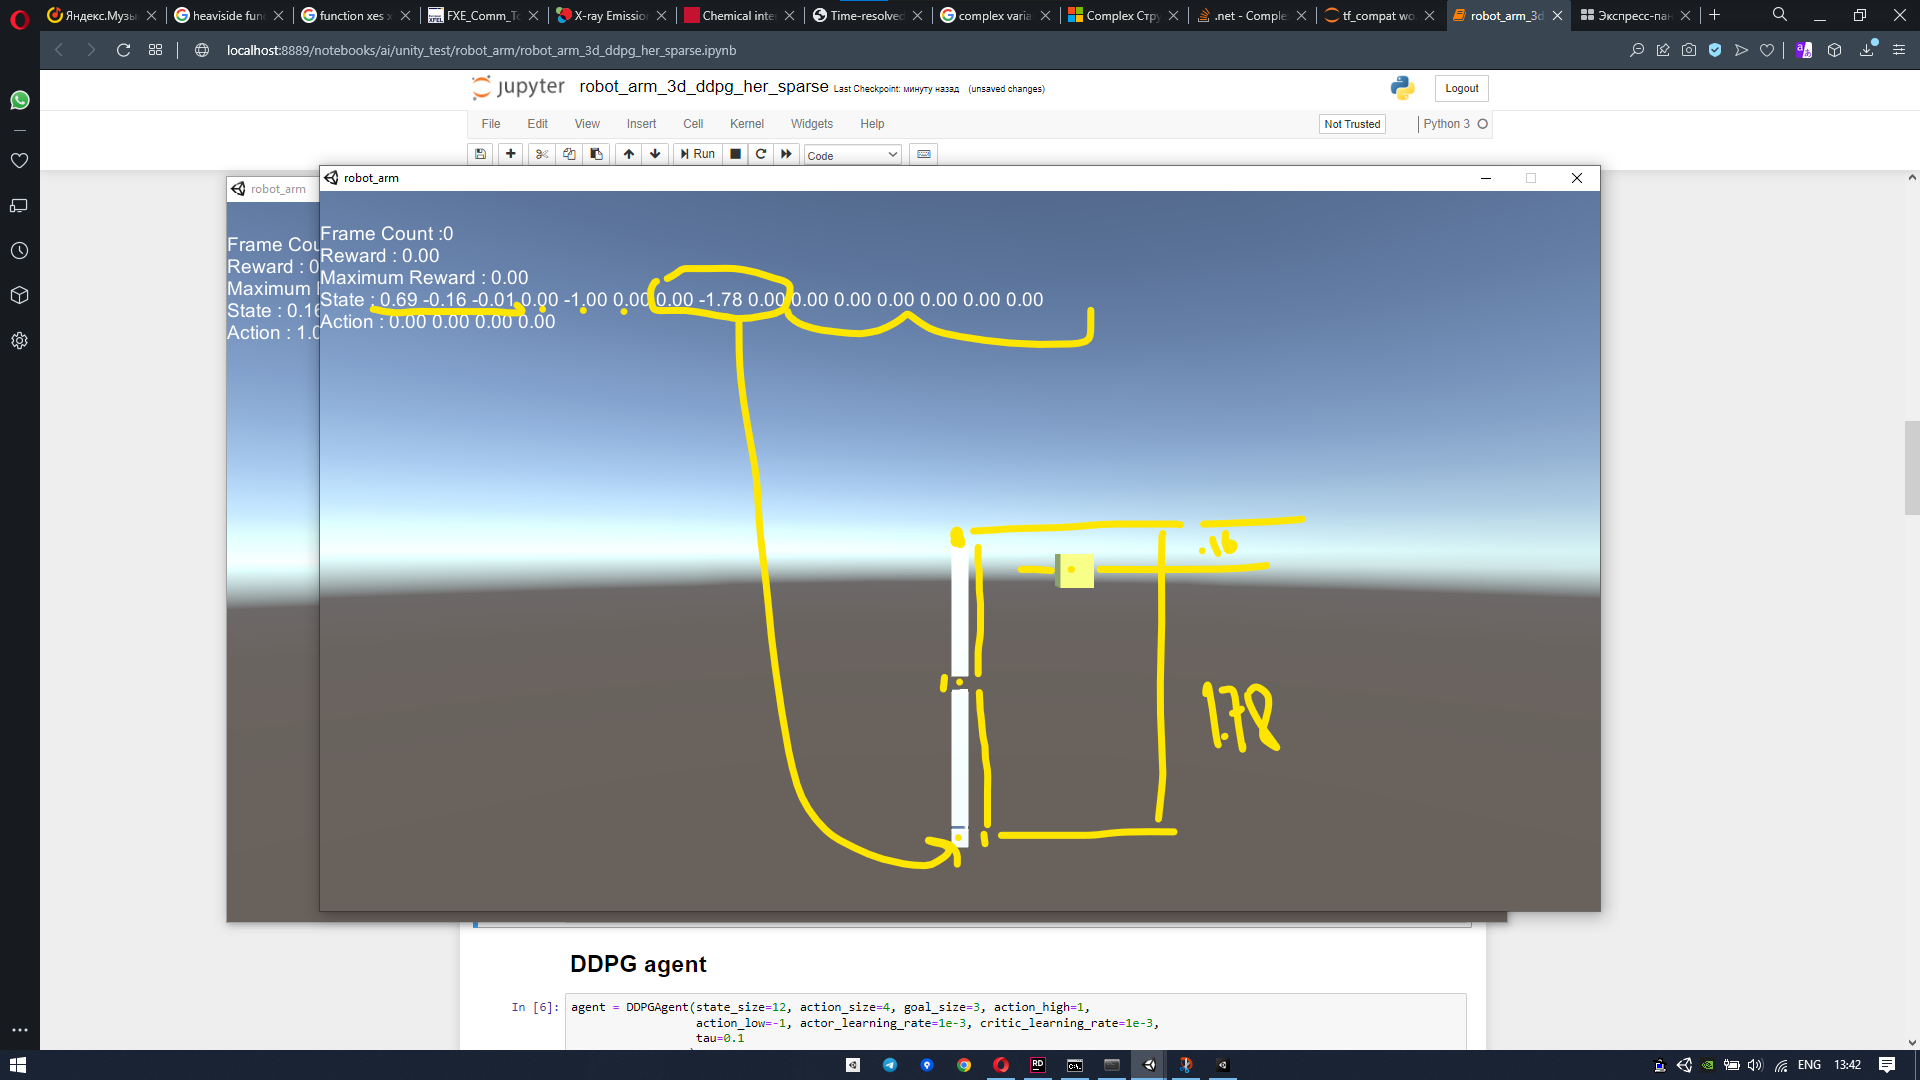 Яндекс.Музы
heaviside fun
function xes x
FXE_Comm_To
X-ray Emission
Chemical inte
Time-resolved
complex varia
Complex Стру
.net - Comple
tf_compat wo
robot_arm_3d
Экспресс-пан
localhost:8889/notebooks/ai/unity_test/robot_arm/robot_arm_3d_ddpg_her_sparse.ipynb
jupyter robot_arm_3d_ddpg_her_sparse Last Checkpoint: минуту назад (unsaved changes)
Logout
File Edit View Insert Cell Kernel Widgets Help
Not Trusted
Python 3
Run
Code
robot_arm
Frame Cou
Reward : 0
Maximum
State : 0.16
Action : 1.0
robot_arm
Frame Count :0
Reward : 0.00
Maximum Reward : 0.00
State : 0.69 -0.16 -0.01 0.00 -1.00 0.00 0.00 -1.78 0.00 0.00 0.00 0.00 0.00 0.00 0.00
Action : 0.00 0.00 0.00 0.00
.16
1.78
DDPG agent
In [6]:
agent = DDPGAgent(state_size=12, action_size=4, goal_size=3, action_high=1,
action_low=-1, actor_learning_rate=1e-3, critic_learning_rate=1e-3,
tau=0.1
ENG
13:42